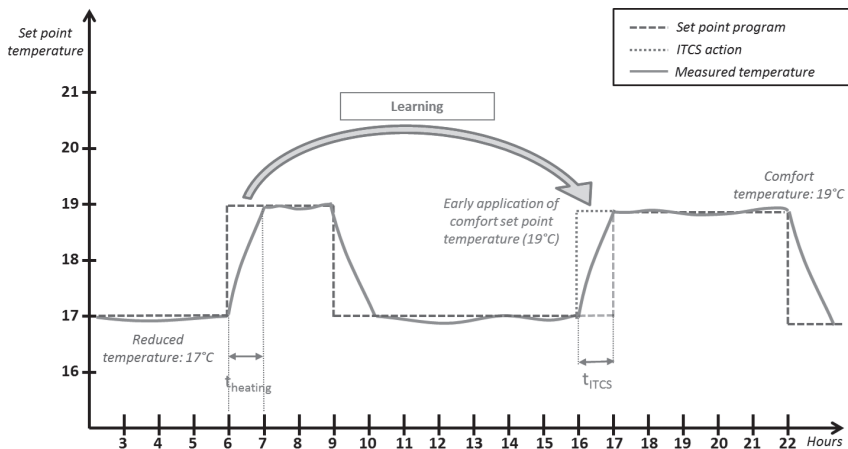 Set point
temperature
Set point program
ITCS action
Measured temperature
21
20
19
18
17
16
Learning
Early application of
comfort set point
temperature (19°C)
Comfort
temperature: 19°C
Reduced
temperature: 17°C
t heating
t ITCS
3 4 5 6 7 8 9 10 11 12 13 14 15 16 17 18 19 20 21 22 Hours